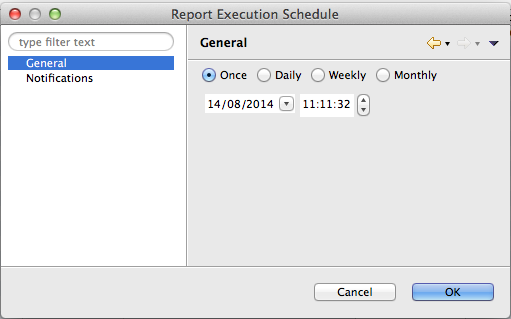 Report Execution Schedule
type filter text
General
Notifications
General
Once Daily Weekly Monthly
14/08/2014 11:11:32
Cancel OK